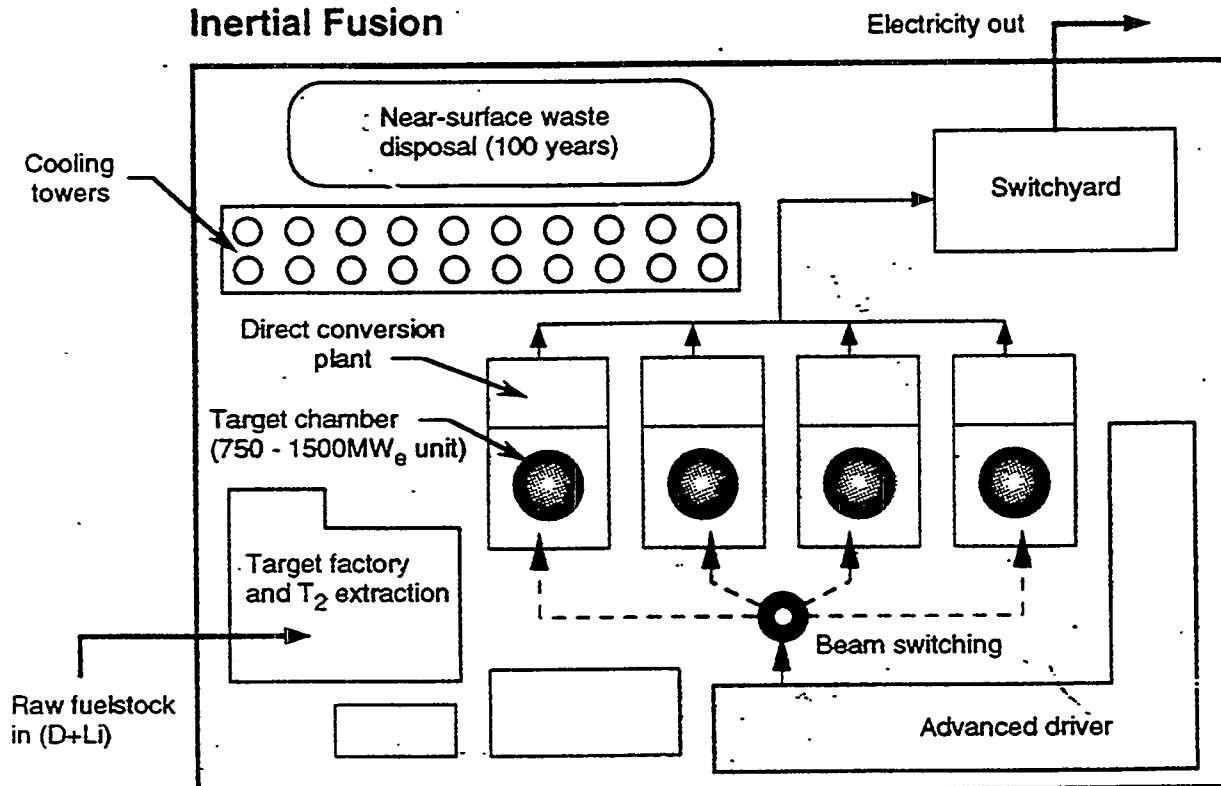 Inertial Fusion
Electricity out
Near-surface waste
disposal (100 years)
Cooling
towers
Switchyard
Direct conversion
plant
Target chamber
(750 - 1500MWe unit)
Target factory
and T2 extraction
Beam switching
Raw fuelstock
in (D+Li)
Advanced driver